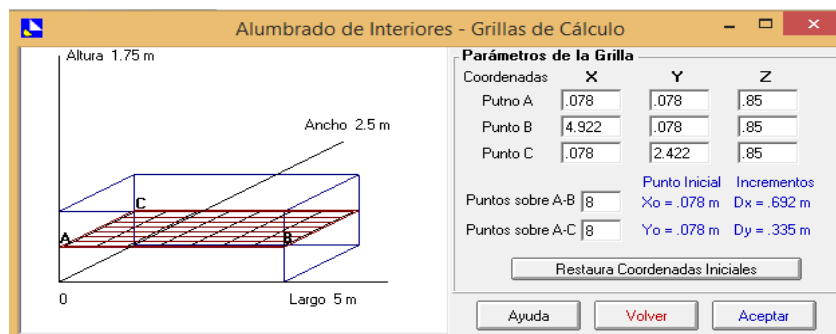 Alumbrado de Interiores - Grillas de Cálculo
Altura 1.75 m
Ancho 2.5 m
C
A
B
0
Largo 5 m
Parámetros de la Grilla
Coordenadas X Y Z
Putno A .078 .078 .85
Punto B 4.922 .078 .85
Punto C .078 2.422 .85
Punto Inicial Incrementos
Puntos sobre A-B 8 Xo = .078 m Dx = .692 m
Puntos sobre A-C 8 Yo = .078 m Dy = .335 m
Restaura Coordenadas Iniciales
Ayuda Volver Aceptar